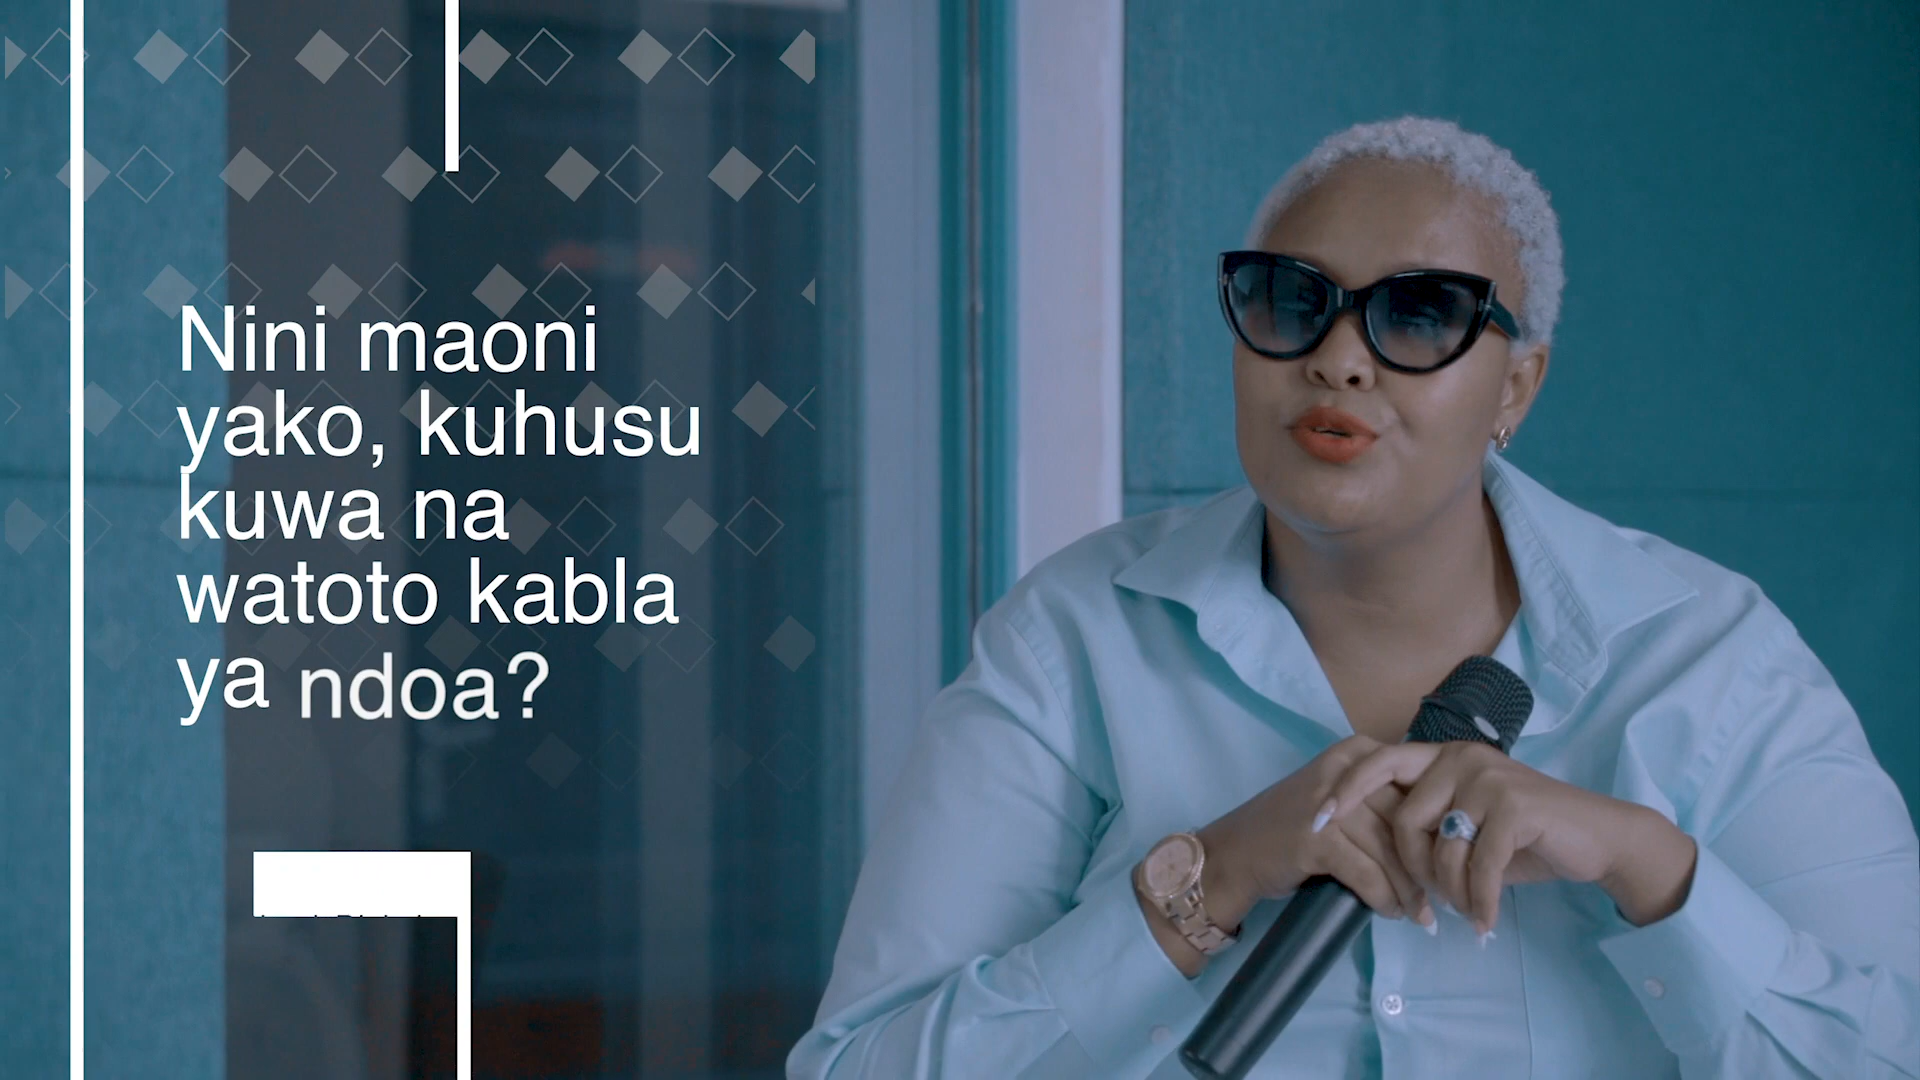 Nini maoni
yako, kuhusu
kuwa na
watoto kabla
ya ndoa?